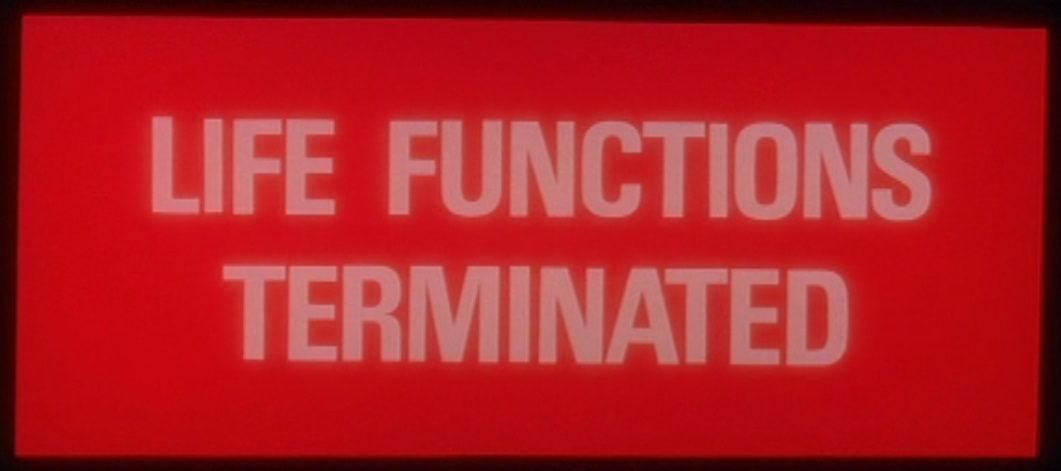 LIFE FUNCTIONS
TERMINATED